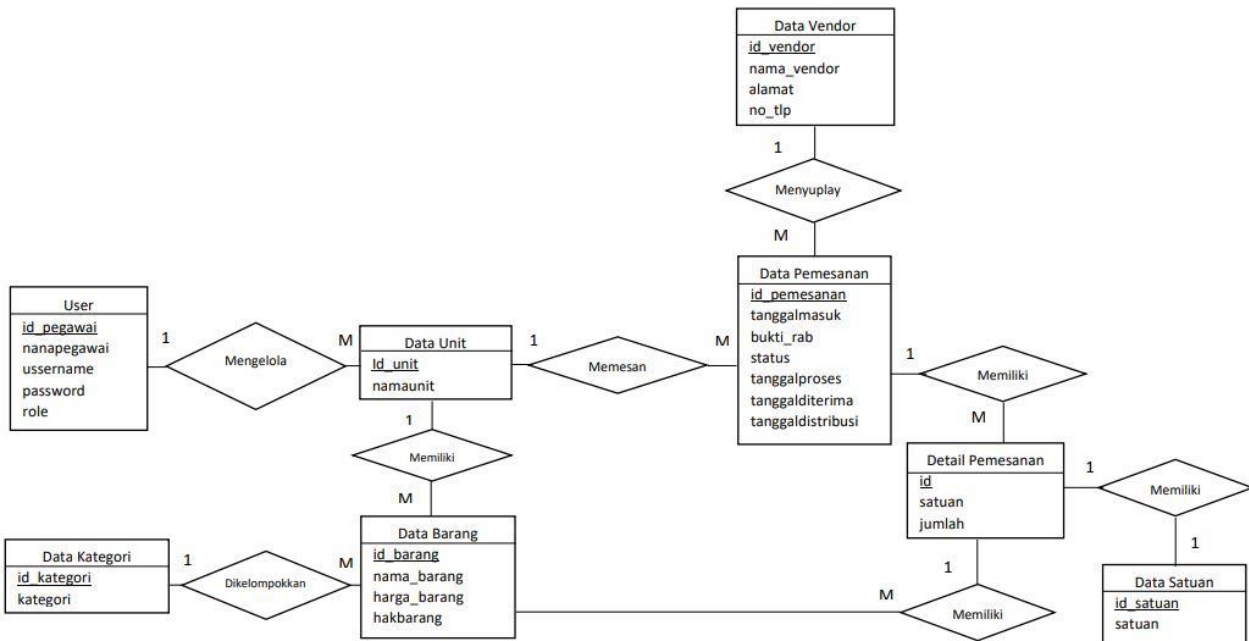 Data Vendor
id_vendor
nama_vendor
alamat
no_tlp
1
Menyuplay
M
Data Pemesanan
id_pemesanan
tanggalmasuk
bukti_rab
status
tanggalproses
tanggalditerima
tanggaldistribusi
User
id_pegawai
nanapegawai
ussername
password
role
1
Mengelola
M
Data Unit
Id_unit
namaunit
1
Memesan
M
1
Memiliki
M
1
Memiliki
M
Detail Pemesanan
id
satuan
jumlah
1
Memiliki
1
Data Satuan
id_satuan
satuan
Data Kategori
id_kategori
kategori
1
Dikelompokkan
M
Data Barang
id_barang
nama_barang
harga_barang
hakbarang
M
1
Memiliki